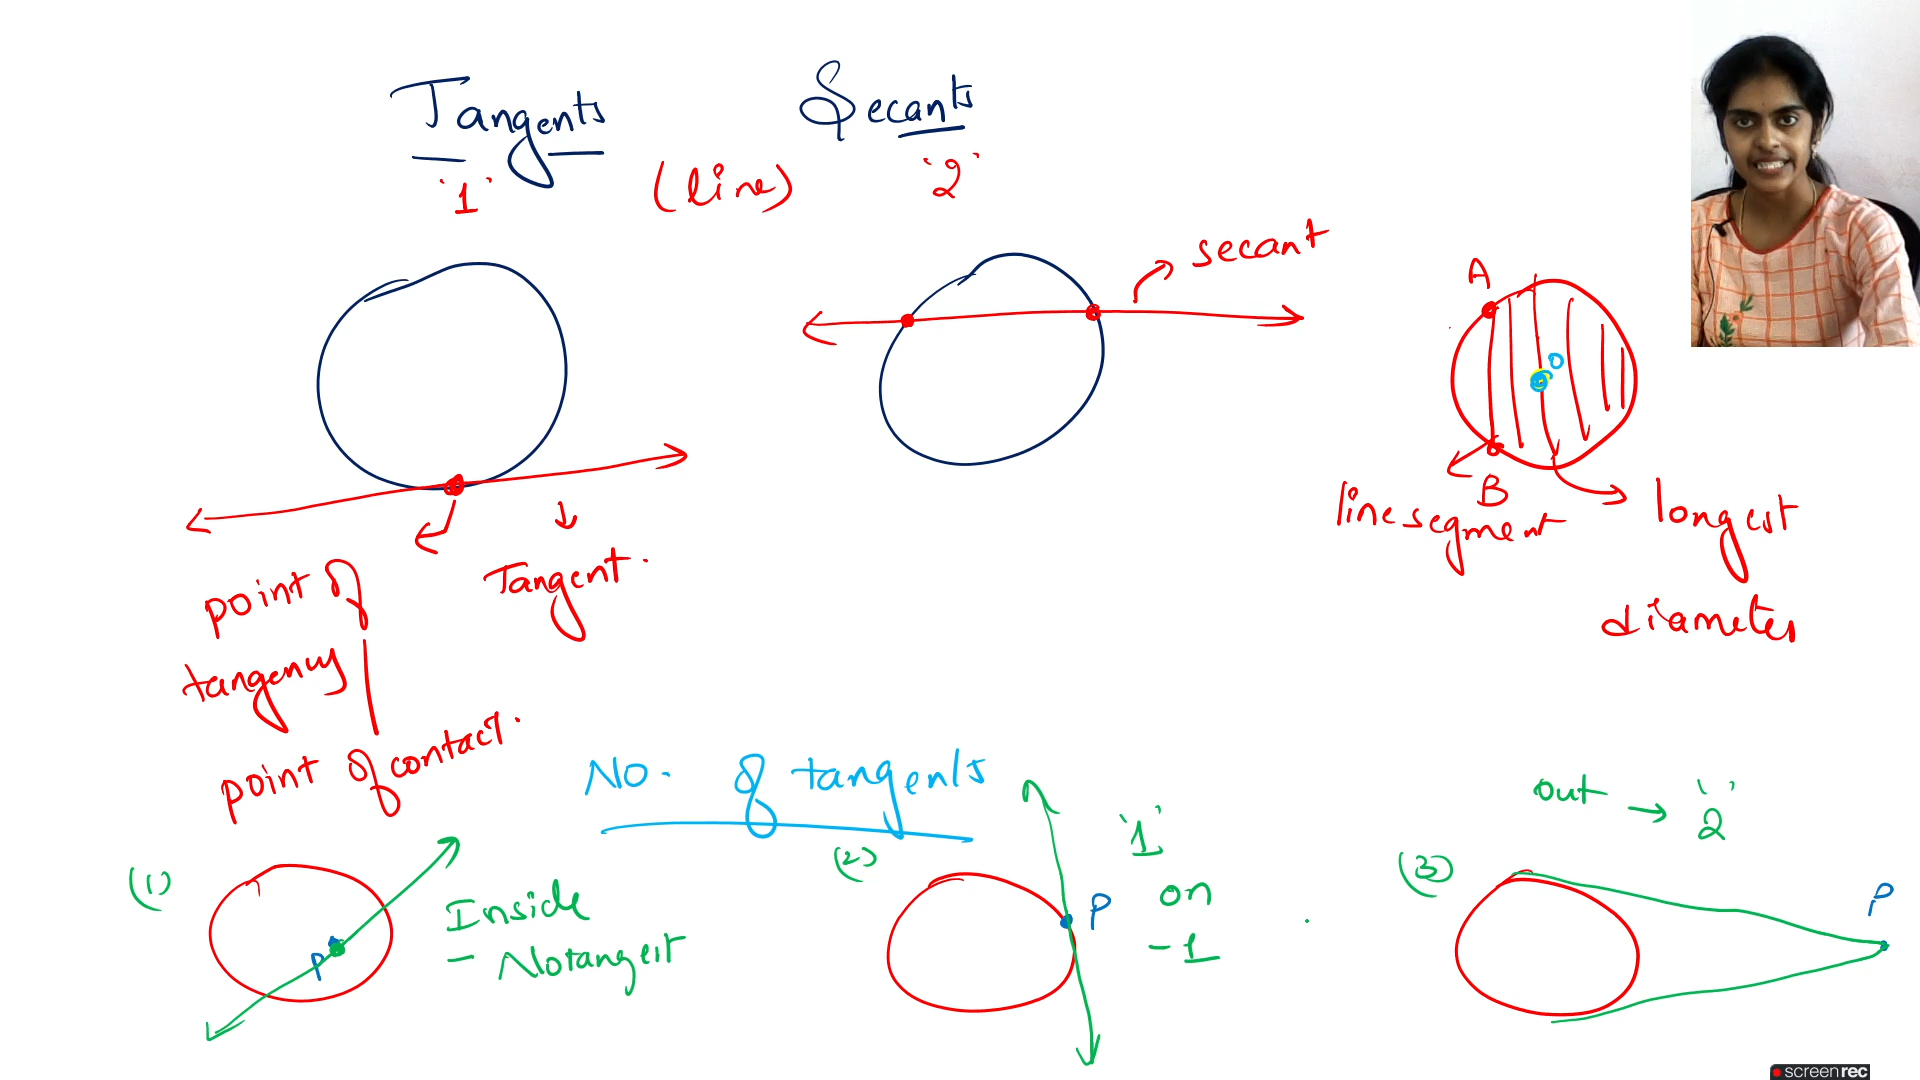 Tangents
Secants
'1'
(line)
'2'
secant
A
O
B
line segment
longest
diameter
point of
tangency
Tangent.
point of contact.
No. of tangents
(1)
P
Inside
- No tangent
(2)
'1'
P
on
- 1
out → '2'
(3)
P
screenrec